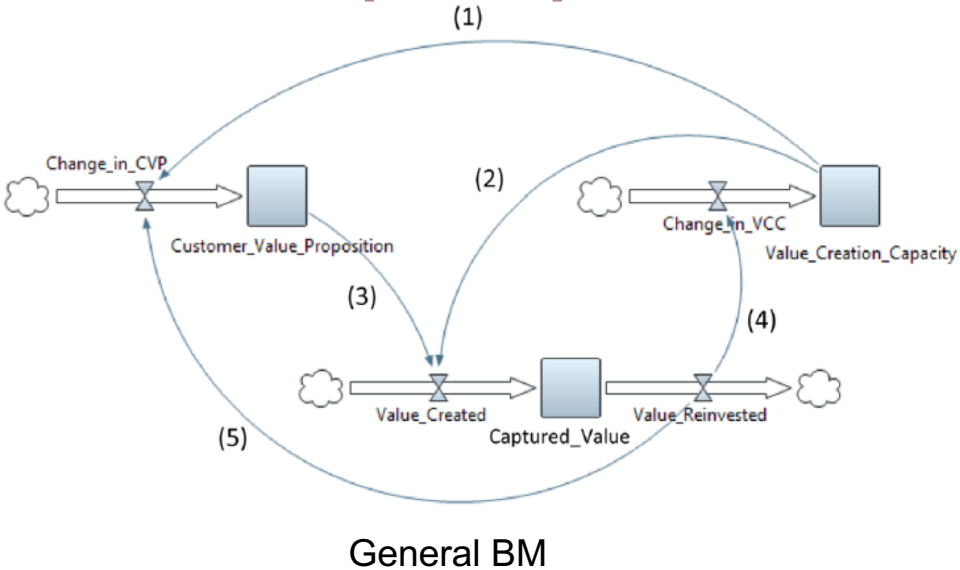 (1)
Change_in_CVP
(2)
Change_in_VCC
Customer_Value_Proposition
Value_Creation_Capacity
(3)
(4)
Value_Created
Value_Reinvested
Captured_Value
(5)
General BM